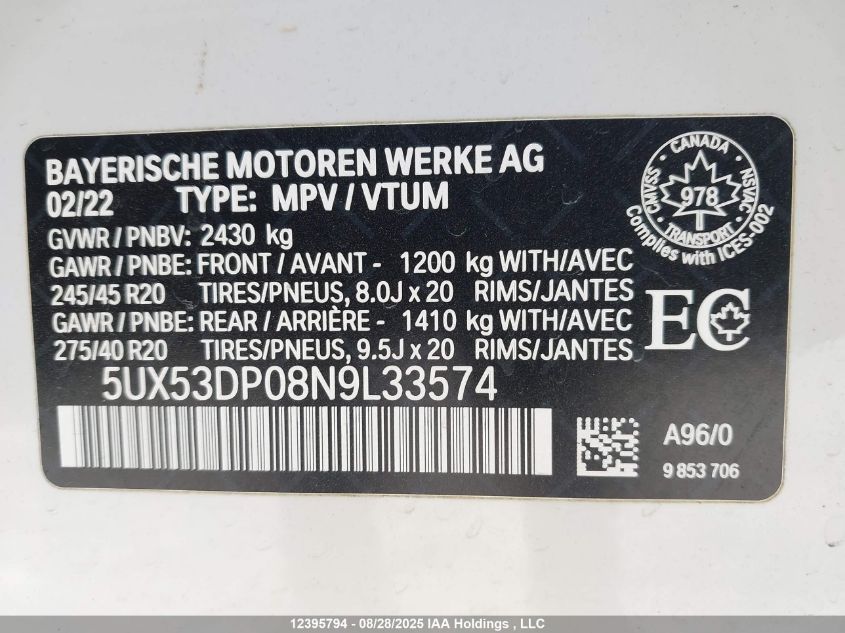 BAYERISCHE MOTOREN WERKE AG
02/22 TYPE: MPV / VTUM
GVWR / PNBV: 2430 kg
GAWR / PNBE: FRONT / AVANT - 1200 kg WITH/AVEC
245/45 R20 TIRES/PNEUS, 8.0J x 20 RIMS/JANTES
GAWR / PNBE: REAR / ARRIÈRE - 1410 kg WITH/AVEC
275/40 R20 TIRES/PNEUS, 9.5J x 20 RIMS/JANTES
5UX53DP08N9L33574
CANADA
CMVSS
978
NSVAC
TRANSPORT
Complies with ICES-002
EC
A96/0
9 853 706
12395794 - 08/28/2025 IAA Holdings , LLC